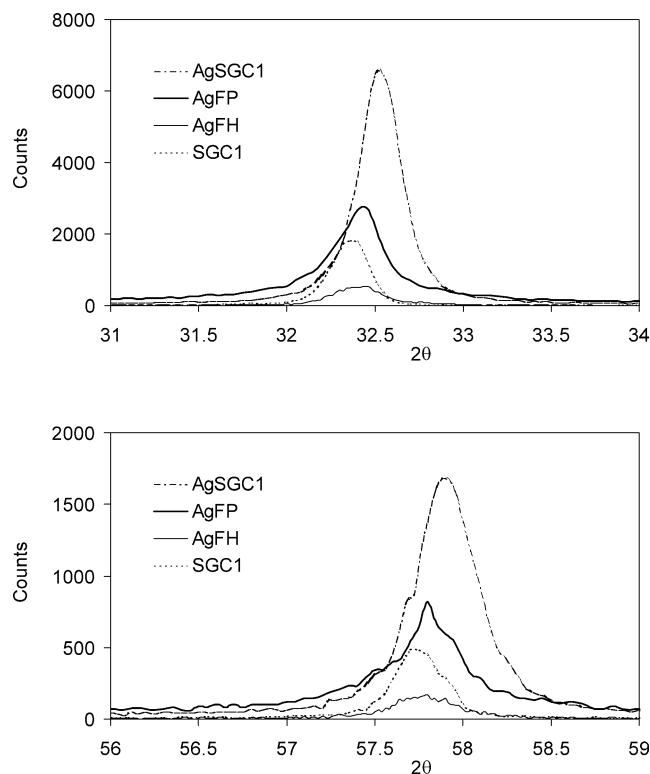 8000
6000
4000
2000
0
Counts
AgSGC1
AgFP
AgFH
SGC1
31 31.5 32 32.5 33 33.5 34
2θ
2000
1500
1000
500
0
Counts
AgSGC1
AgFP
AgFH
SGC1
56 56.5 57 57.5 58 58.5 59
2θ